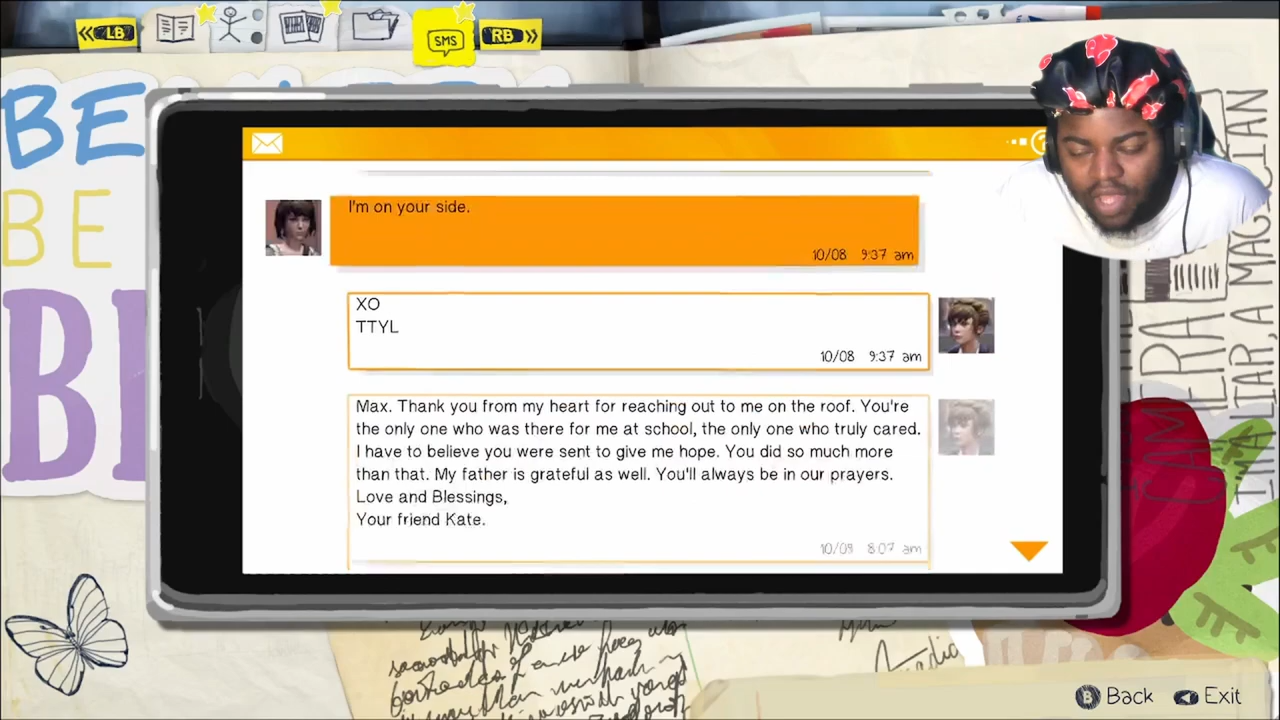 LB
SMS
RB
I'm on your side.
10/08 9:37 am
XO
TTYL
10/08 9:37 am
Max. Thank you from my heart for reaching out to me on the roof. You're
the only one who was there for me at school, the only one who truly cared.
I have to believe you were sent to give me hope. You did so much more
than that. My father is grateful as well. You'll always be in our prayers.
Love and Blessings,
Your friend Kate.
10/09 8:07 am
BE
BE
CAMERA
LIAR, A MAGICIAN
B Back
Exit